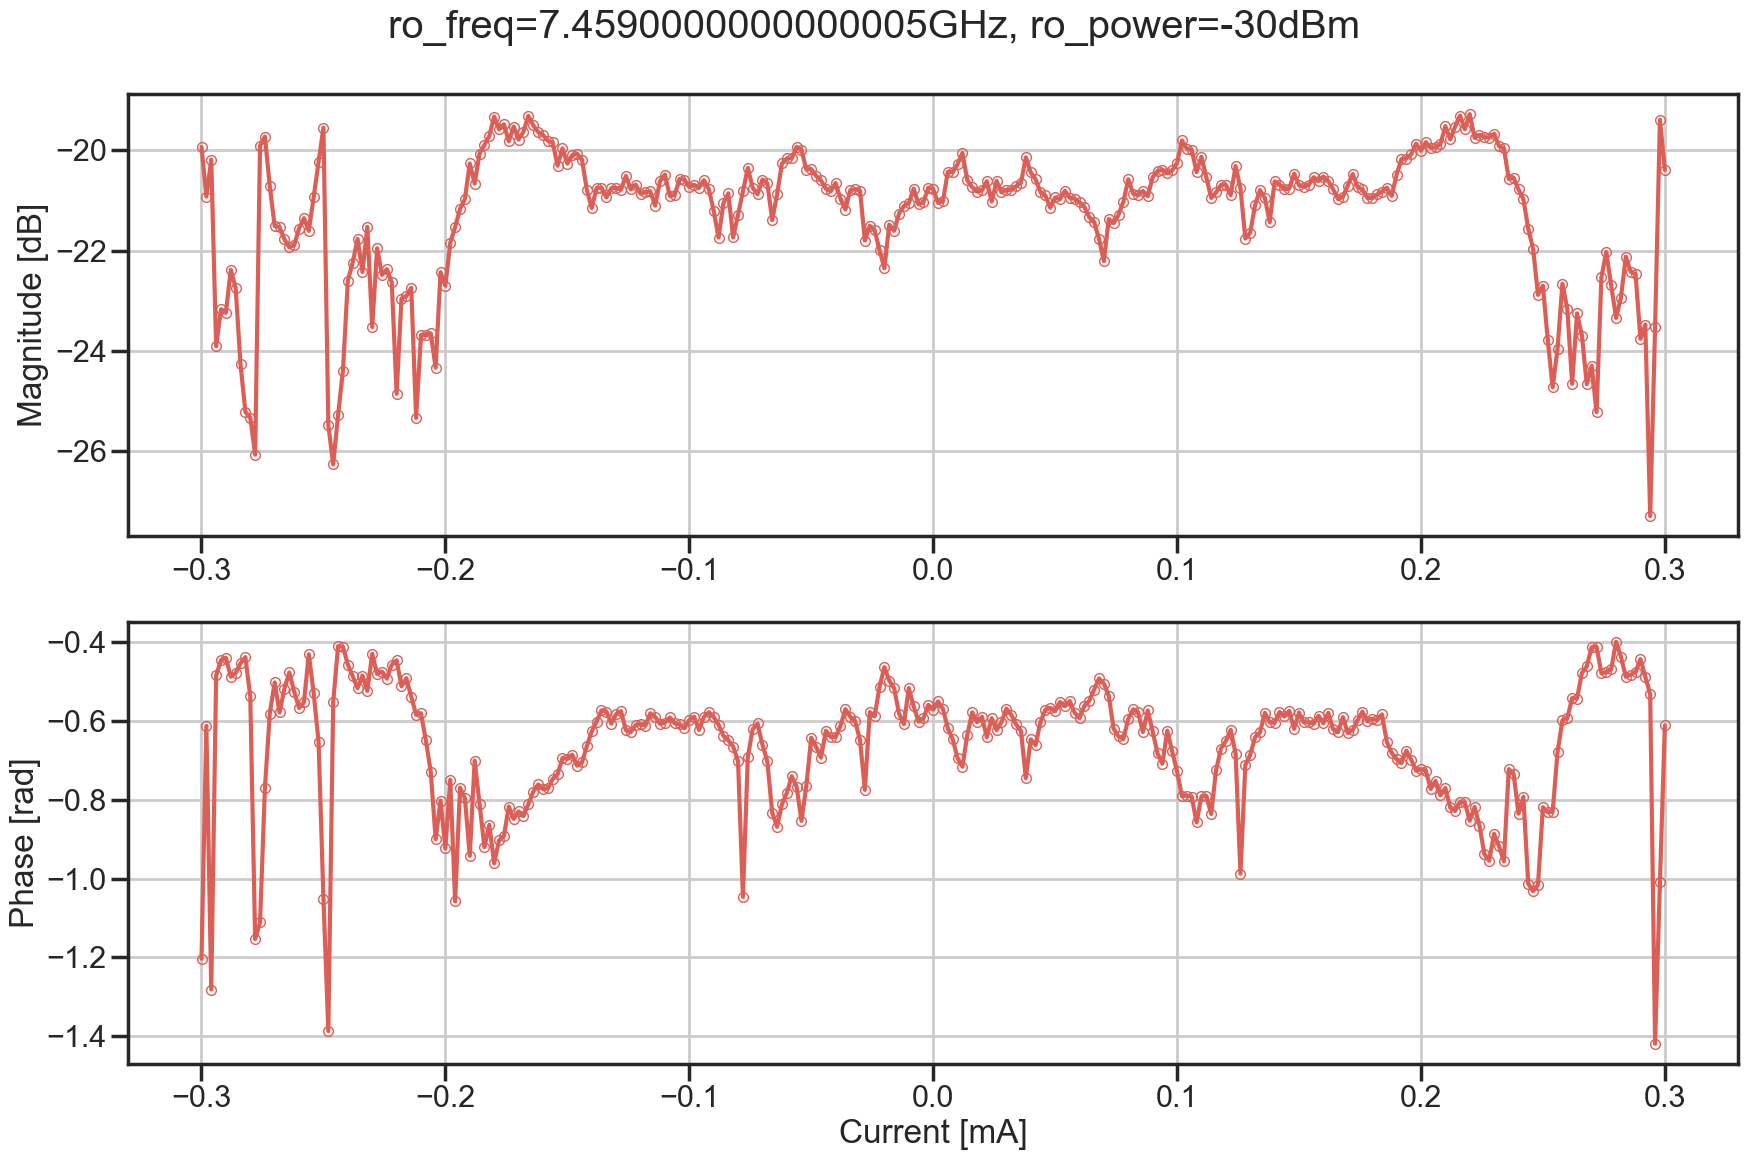 ro_freq=7.4590000000000005GHz, ro_power=-30dBm
Magnitude [dB]
−20
−22
−24
−26
−0.3 −0.2 −0.1 0.0 0.1 0.2 0.3
Phase [rad]
−0.4
−0.6
−0.8
−1.0
−1.2
−1.4
−0.3 −0.2 −0.1 0.0 0.1 0.2 0.3
Current [mA]